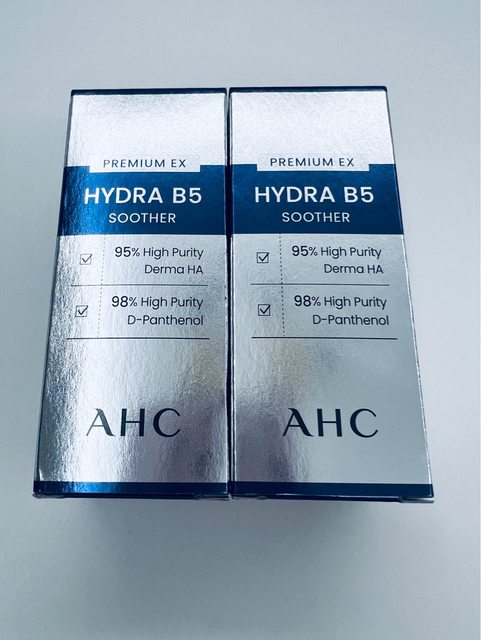 PREMIUM EX
HYDRA B5
SOOTHER
95% High Purity
Derma HA
98% High Purity
D-Panthenol
AHC
PREMIUM EX
HYDRA B5
SOOTHER
95% High Purity
Derma HA
98% High Purity
D-Panthenol
AHC